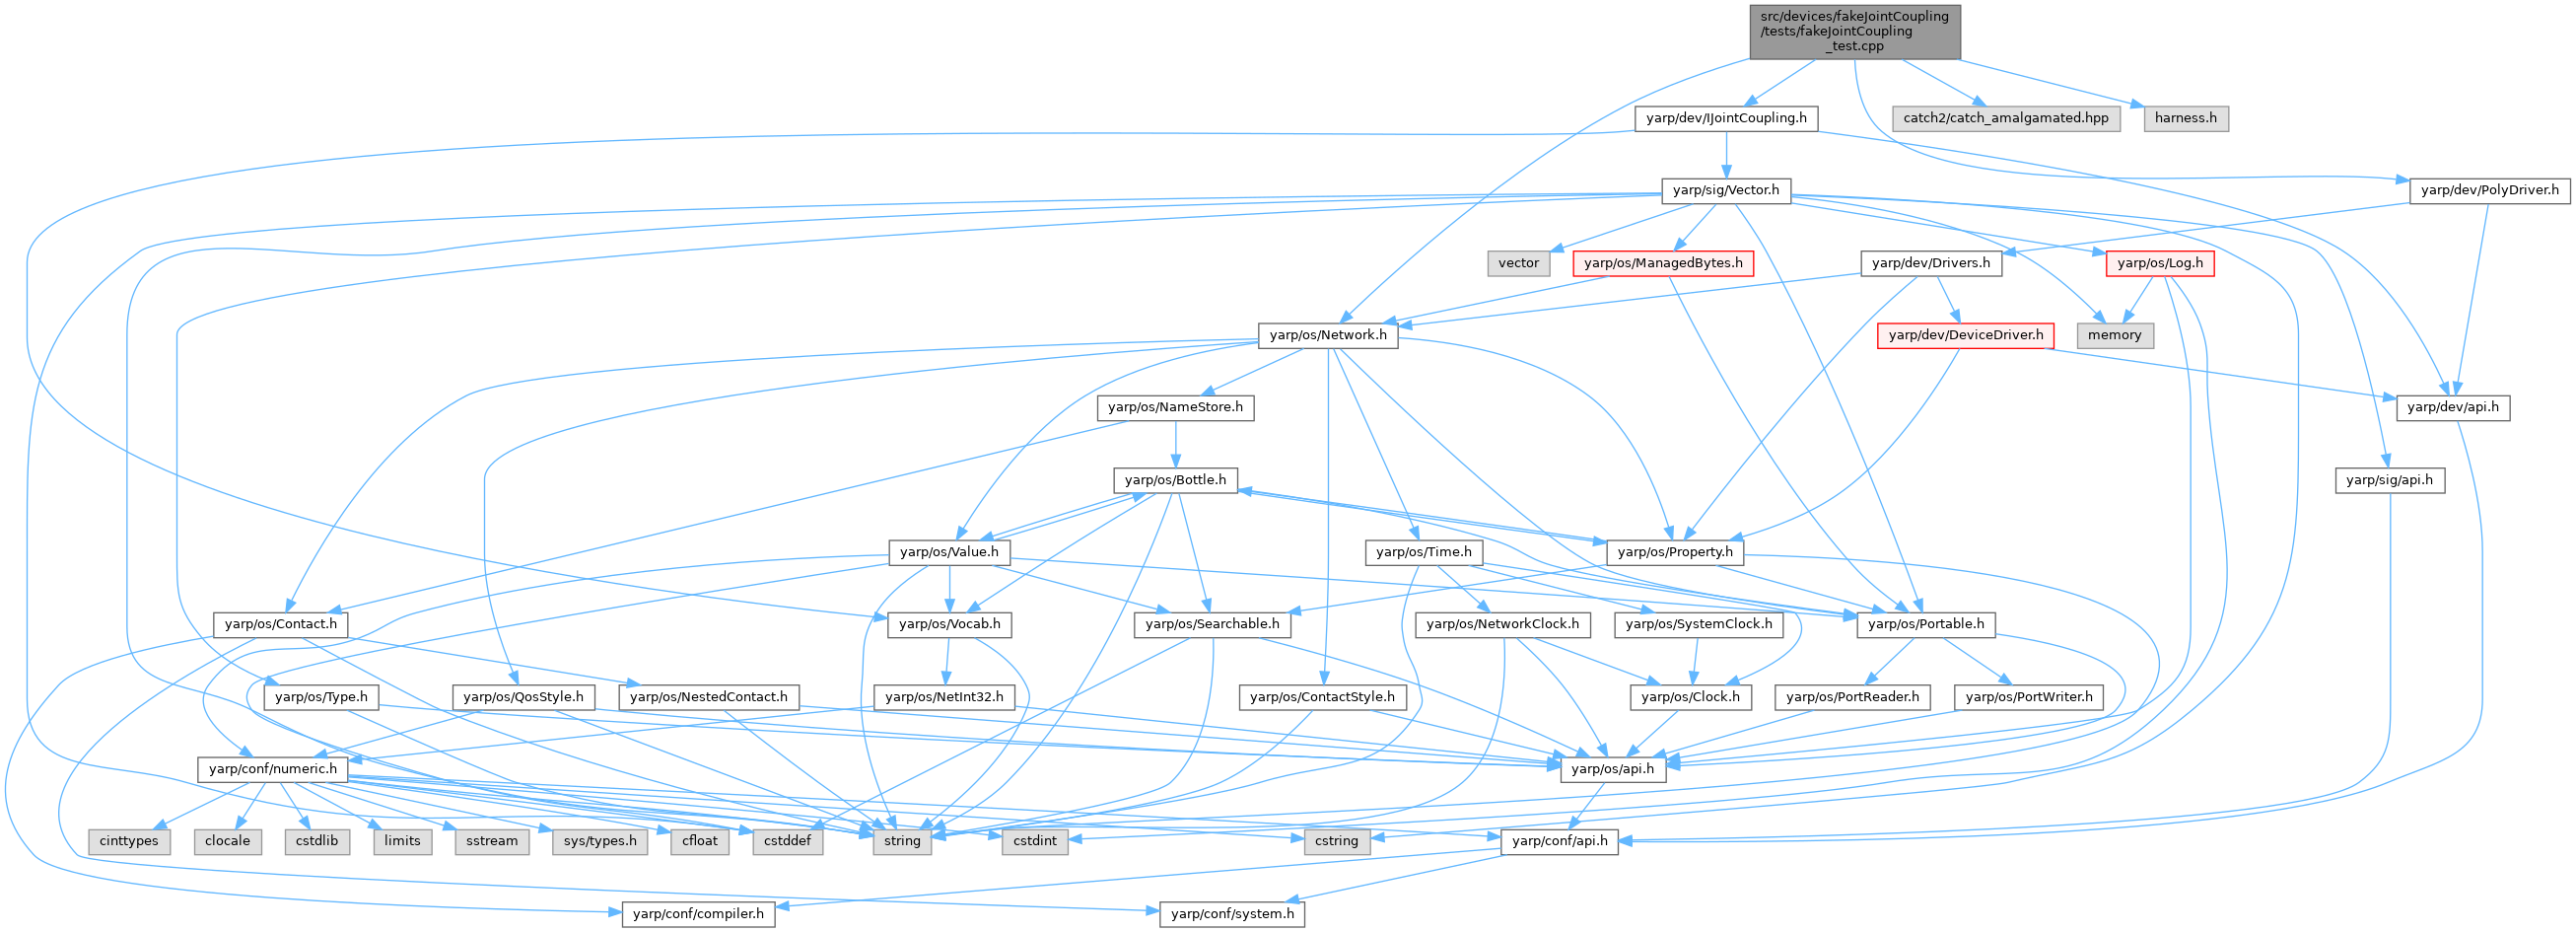 src/devices/fakeJointCoupling
/tests/fakeJointCoupling
_test.cpp
yarp/dev/IJointCoupling.h
catch2/catch_amalgamated.hpp
harness.h
yarp/sig/Vector.h
yarp/dev/PolyDriver.h
vector
yarp/os/ManagedBytes.h
yarp/dev/Drivers.h
yarp/os/Log.h
yarp/os/Network.h
yarp/dev/DeviceDriver.h
memory
yarp/os/NameStore.h
yarp/dev/api.h
yarp/os/Bottle.h
yarp/sig/api.h
yarp/os/Value.h
yarp/os/Time.h
yarp/os/Property.h
yarp/os/Contact.h
yarp/os/Vocab.h
yarp/os/Searchable.h
yarp/os/NetworkClock.h
yarp/os/SystemClock.h
yarp/os/Portable.h
yarp/os/Type.h
yarp/os/QosStyle.h
yarp/os/NestedContact.h
yarp/os/NetInt32.h
yarp/os/ContactStyle.h
yarp/os/Clock.h
yarp/os/PortReader.h
yarp/os/PortWriter.h
yarp/conf/numeric.h
yarp/os/api.h
cinttypes
clocale
cstdlib
limits
sstream
sys/types.h
cfloat
cstddef
string
cstdint
cstring
yarp/conf/api.h
yarp/conf/compiler.h
yarp/conf/system.h